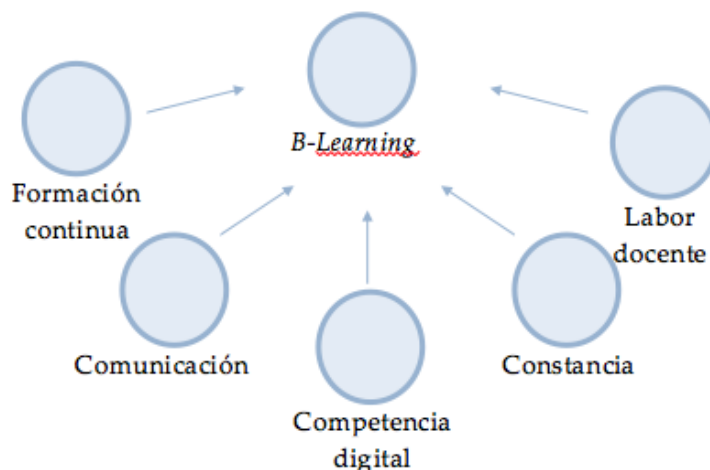 B-Learning
Formación
continua
Labor
docente
Comunicación
Constancia
Competencia
digital